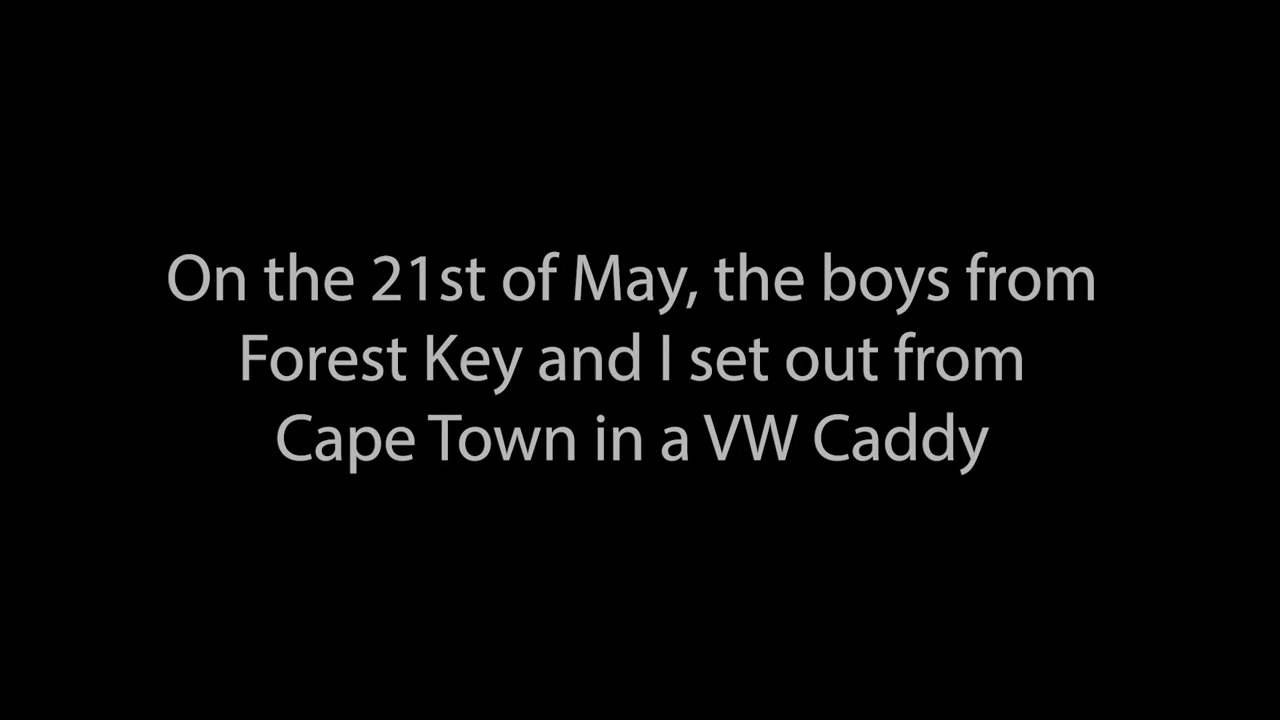 On the 21st of May, the boys from
Forest Key and I set out from
Cape Town in a VW Caddy